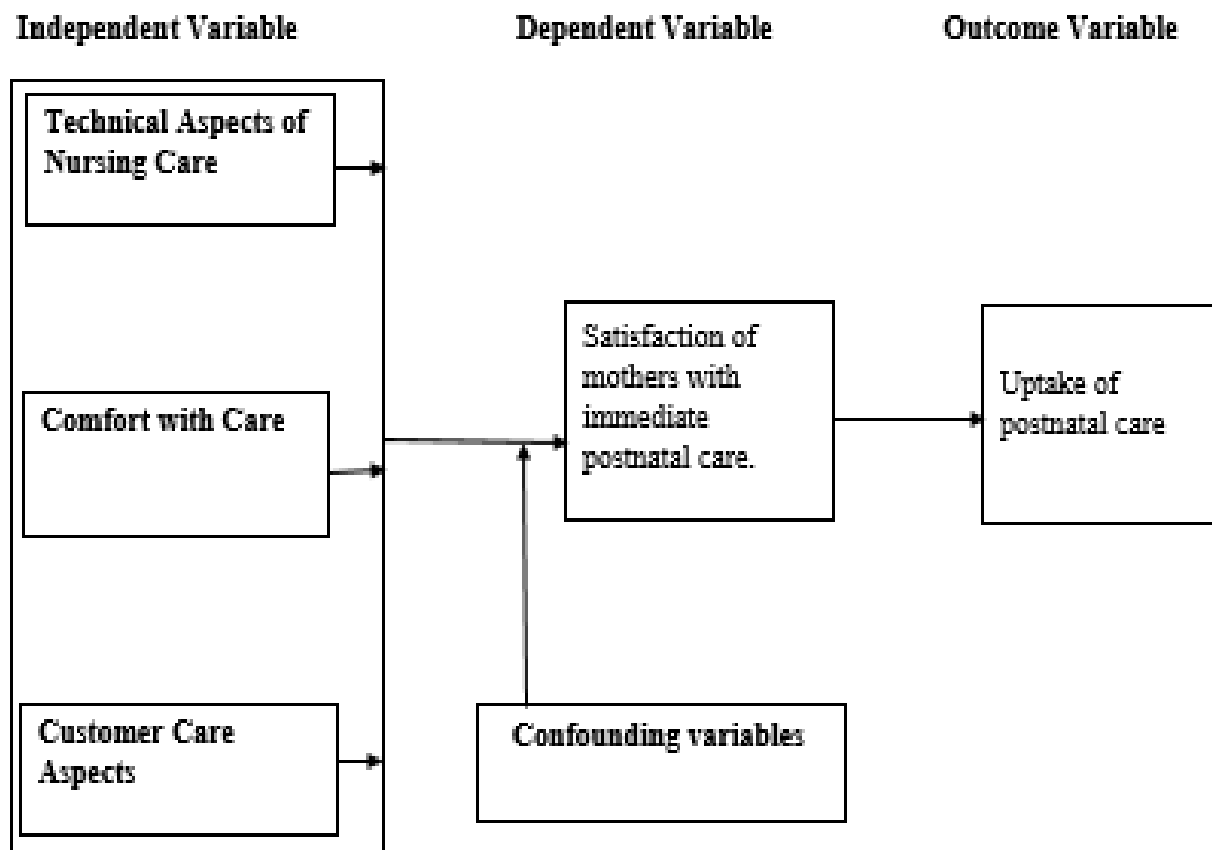 Independent Variable
Dependent Variable
Outcome Variable
Technical Aspects of
Nursing Care
Comfort with Care
Customer Care
Aspects
Satisfaction of
mothers with
immediate
postnatal care.
Confounding variables
Uptake of
postnatal care